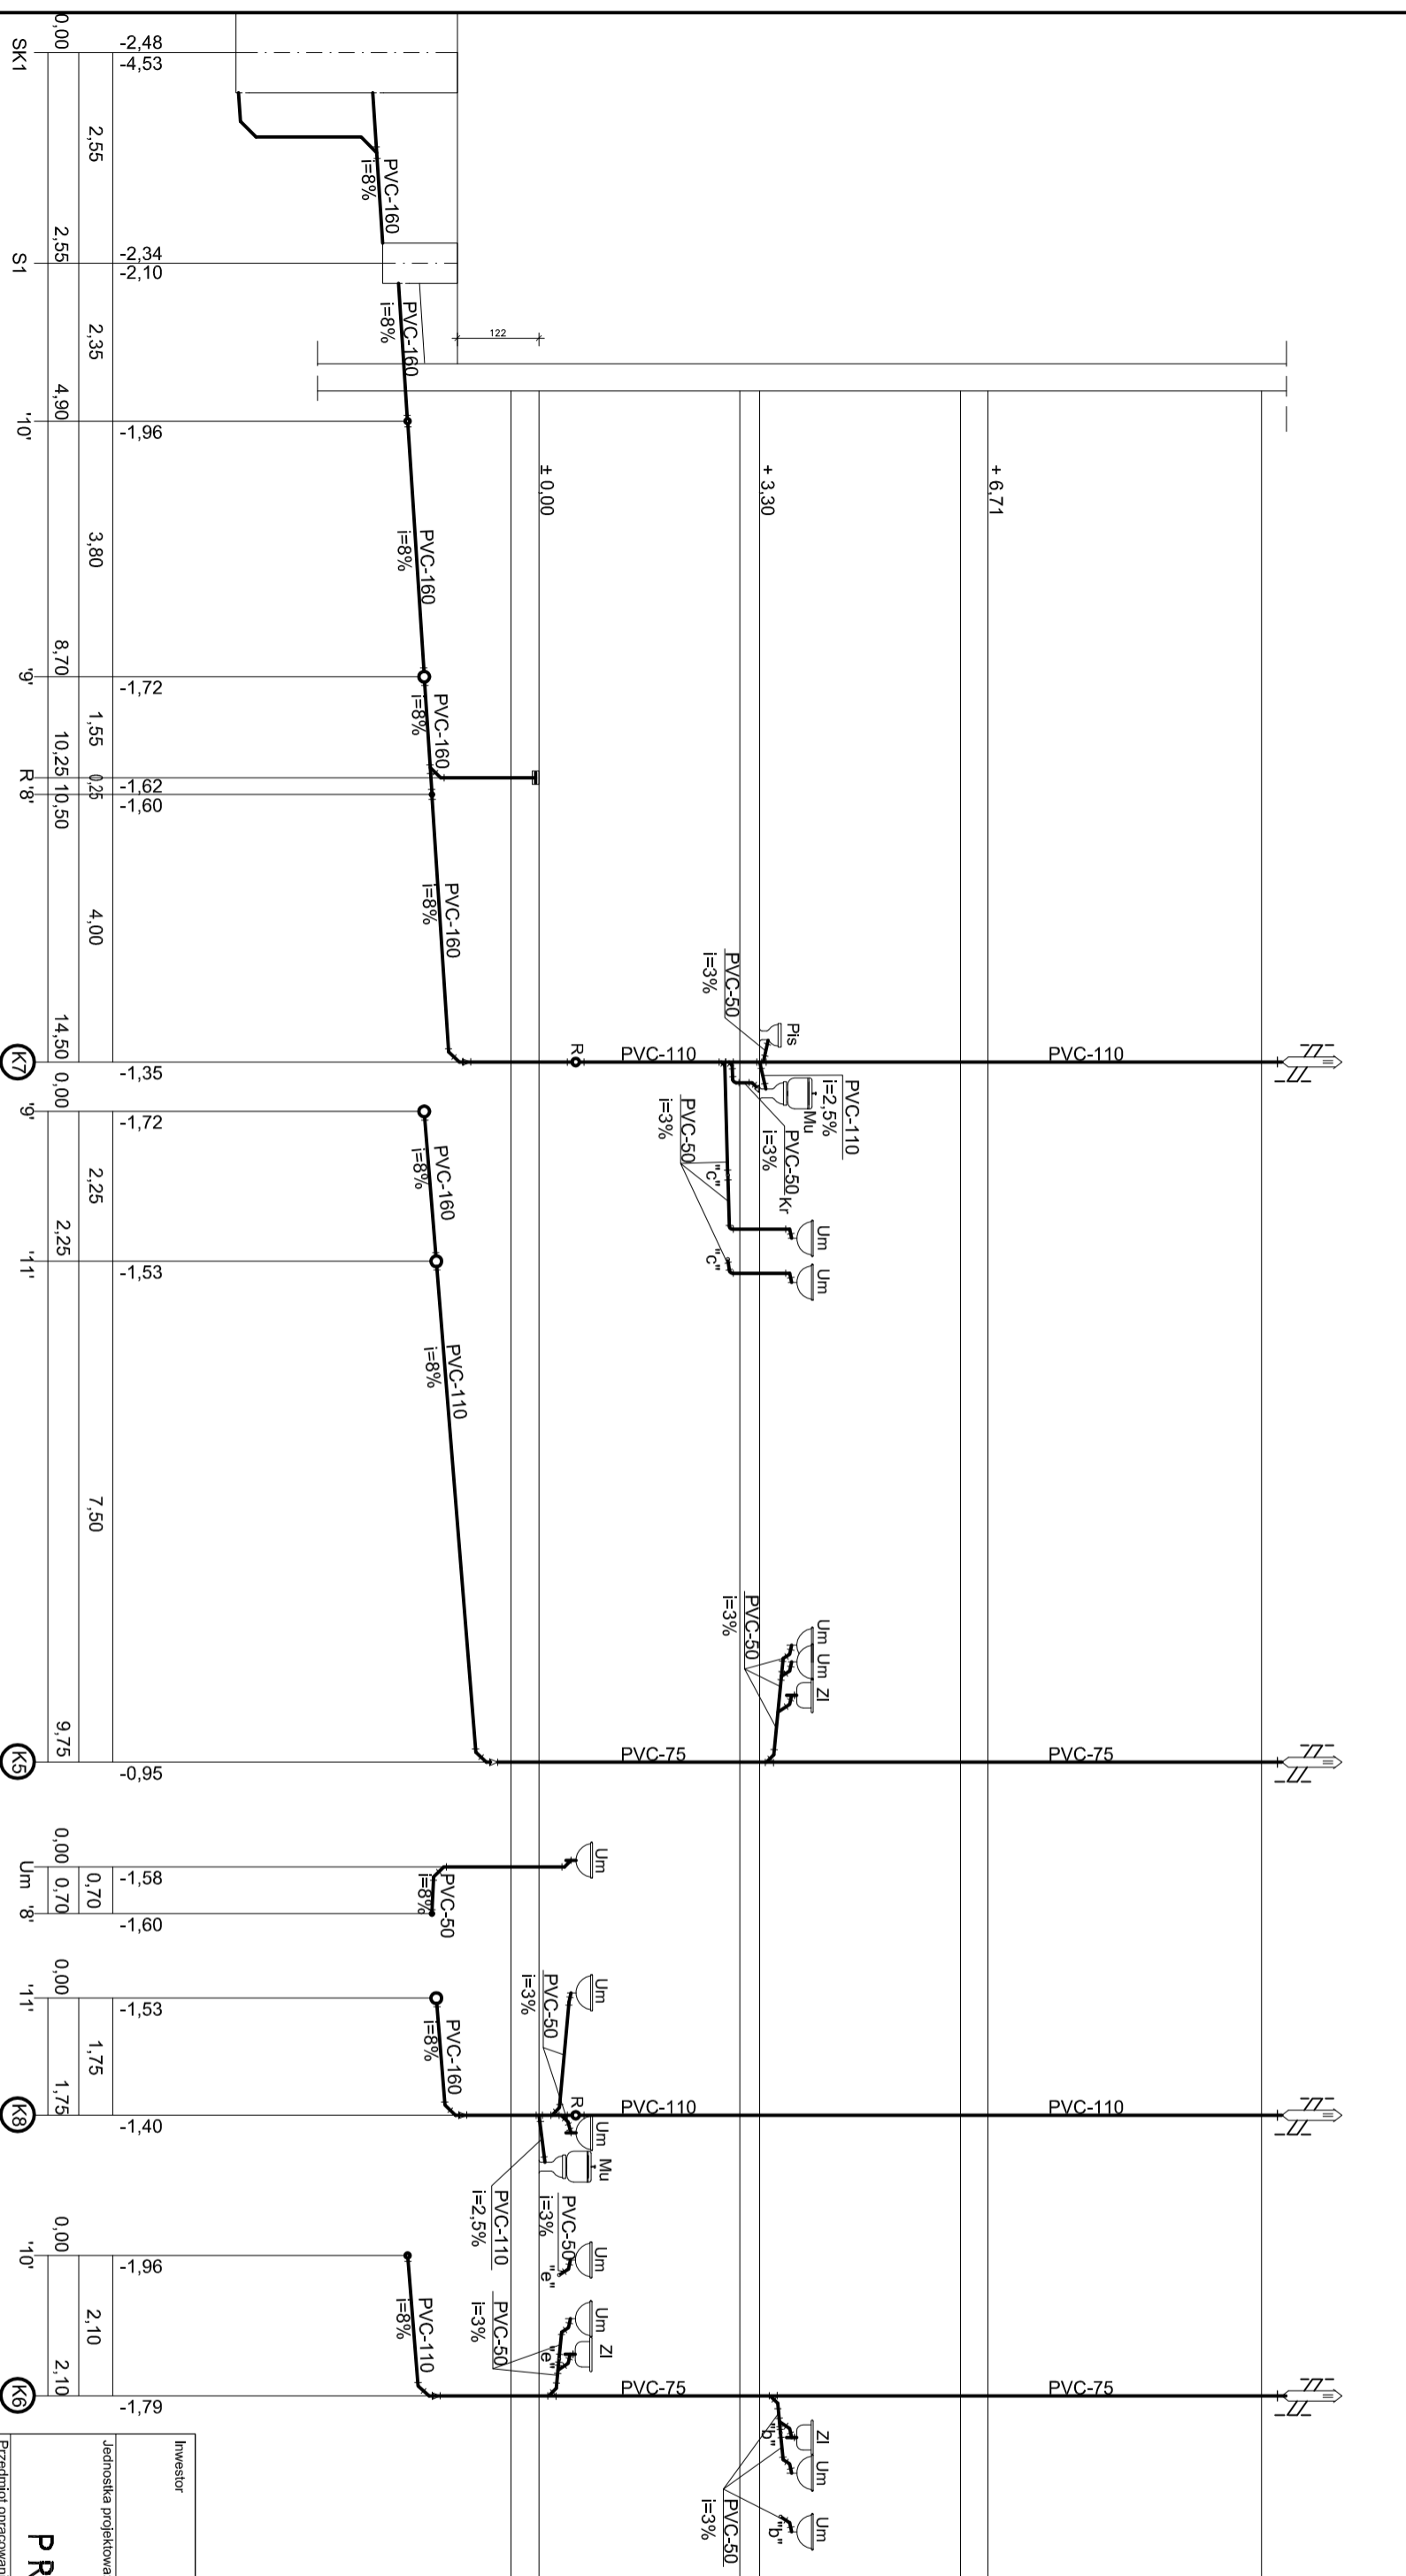 + 6,71
+ 3,30
± 0,00
122
PVC-160
i=8%
PVC-160
i=8%
PVC-160
i=8%
PVC-160
i=8%
PVC-160
i=8%
PVC-110
PVC-110
R
PVC-50
i=3%
Pis
Mu
PVC-110
i=2,5%
PVC-50
i=3%
Kr
PVC-50
i=3%
"c"
"c"
Um
Um
PVC-160
i=8%
PVC-110
i=8%
PVC-75
PVC-75
PVC-50
i=3%
Um
Um
Zl
Um
PVC-50
i=8%
PVC-160
i=8%
PVC-110
PVC-110
R
Um
PVC-50
i=3%
Um
Mu
PVC-110
i=2,5%
PVC-50
i=3%
Um
"e"
Um
Zl
"e"
PVC-50
i=3%
PVC-110
i=8%
PVC-75
PVC-75
Zl
Um
Um
"b"
"b"
PVC-50
i=3%
-2,48
-4,53
-2,34
-2,10
-1,96
-1,72
-1,62
-1,60
-1,35
-1,72
-1,53
-0,95
-1,58
-1,60
-1,53
-1,40
-1,96
-1,79
2,55
2,35
3,80
1,55
0,25
4,00
2,25
7,50
0,70
1,75
2,10
0,00
2,55
4,90
8,70
10,25
10,50
14,50
0,00
2,25
9,75
0,00
0,70
0,00
1,75
0,00
2,10
SK1
S1
'10'
'9'
R
'8'
K7
'9'
'11'
K5
Um
'8'
'11'
K8
'10'
K6
Inwestor
Jednostka projektowa
PR
Przedmiot opracowan